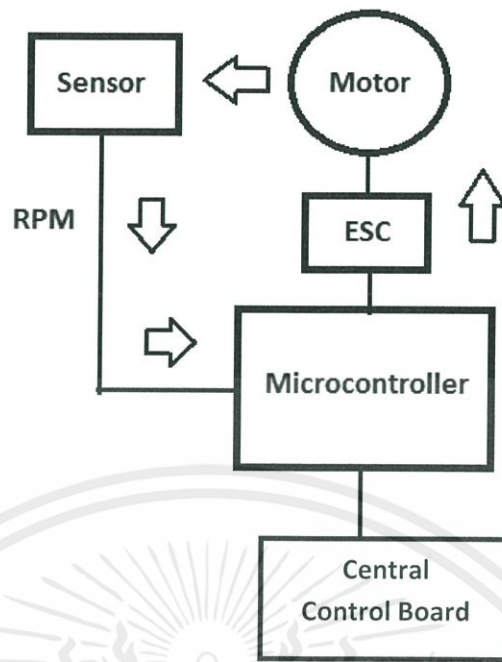 Sensor
Motor
RPM
ESC
Microcontroller
Central
Control Board